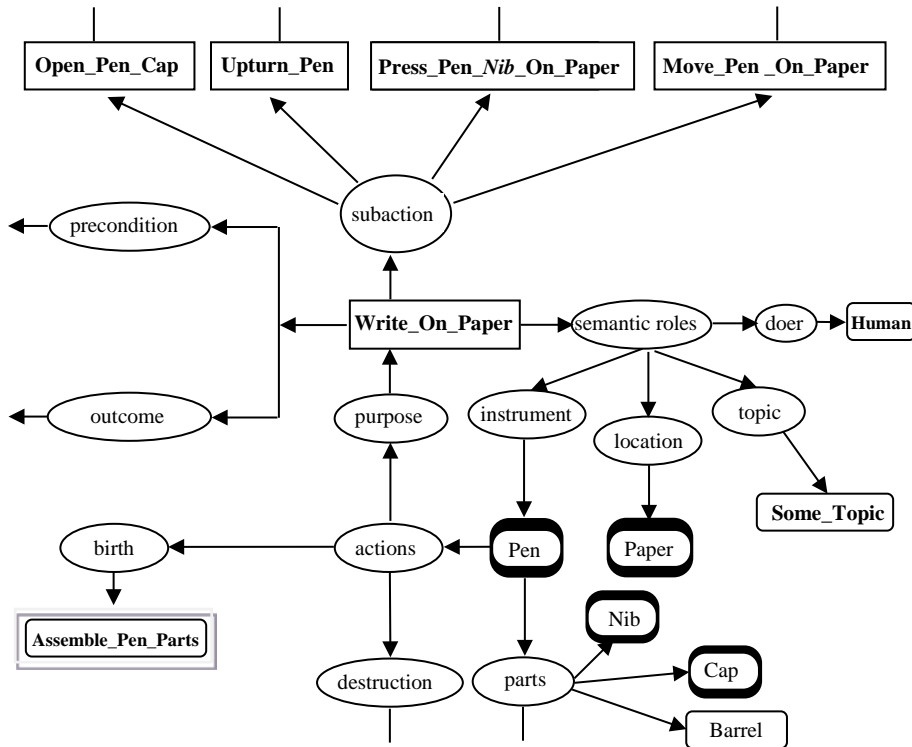 Open_Pen_Cap
Upturn_Pen
Press_Pen_Nib_On_Paper
Move_Pen _On_Paper
subaction
precondition
Write_On_Paper
semantic roles
doer
Human
outcome
purpose
instrument
location
topic
Some_Topic
birth
actions
Pen
Paper
Assemble_Pen_Parts
Nib
destruction
parts
Cap
Barrel